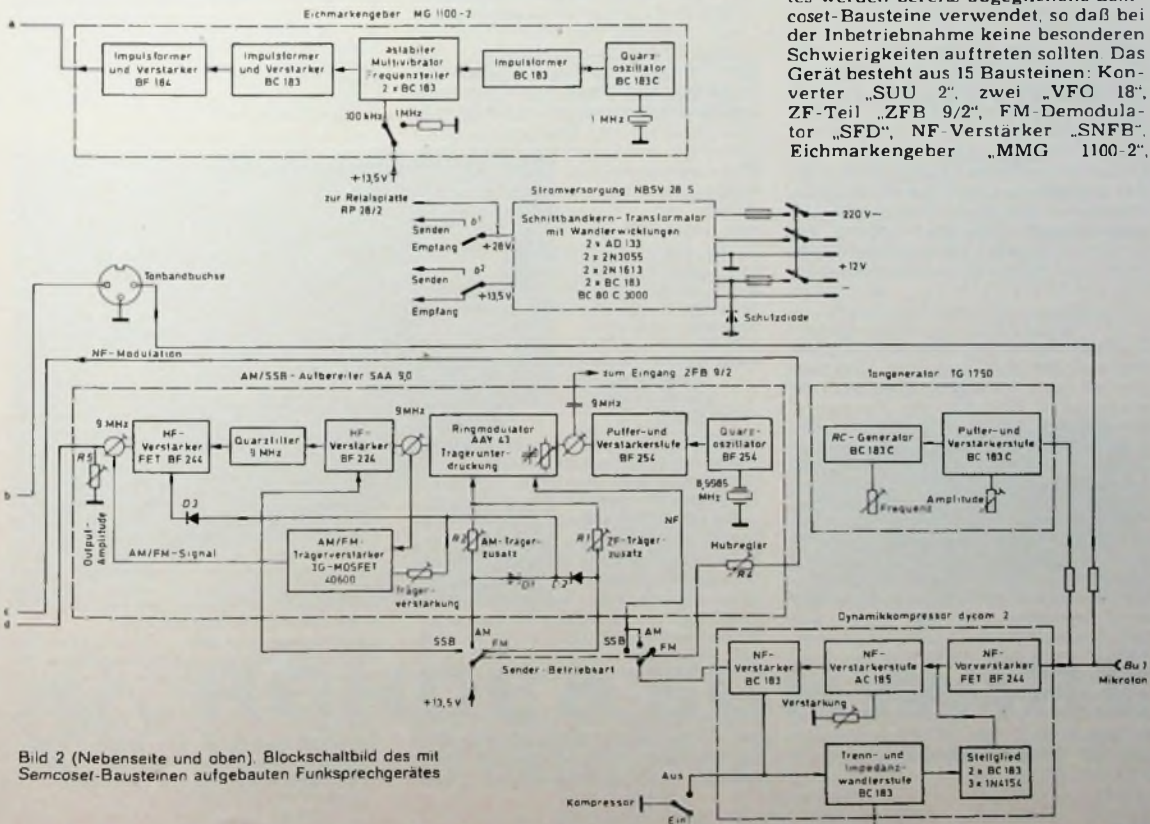 Eichmarkengeber MG 1100-2
a
Impulsformer
und Verstärker
BF 184
Impulsformer
und Verstärker
BC 183
astabiler
Multivibrator
Frequenzteiler
2 x BC 183
Impulsformer
BC 183
Quarz-
oszillator
BC 183C
100 kHz
1 MHz
1 MHz
+13,5V
coset-Bausteine verwendet, so daß bei
der Inbetriebnahme keine besonderen
Schwierigkeiten auftreten sollten. Das
Gerät besteht aus 15 Bausteinen: Kon-
verter „SUU 2“, zwei „VFO 18“,
ZF-Teil „ZFB 9/2“, FM-Demodula-
tor „SFD“, NF-Verstärker „SNFB“,
Eichmarkengeber „MMG 1100-2“,
zur Relaisplatte
RP 28/2
Stromversorgung NBSV 28 S
Senden
Empfang
+28V
Senden
Empfang
+13,5V
Schnittbandkern-Transformator
mit Wandlerwicklungen
2 x AD 133
2 x 2N3055
2 x 2N1613
2 x BC 183
BC 80 C 3000
220 V~
+12V
−
Schutzdiode
Tonbandbuchse
NF-Modulation
AM/SSB-Aufbereiter SAA 9,0
zum Eingang ZFB 9/2
9 MHz
9 MHz
HF-
Verstärker
FET BF 244
Quarzfilter
9 MHz
HF-
Verstärker
BF 224
9 MHz
Ringmodulator
AAY 43
Trägerunter-
drückung
Puffer-und
Verstärkerstufe
BF 254
Quarz-
oszillator
BF 254
8,9985
MHz
R5
Output-
Amplitude
D3
AM/FM-Signal
AM/FM-
Trägerverstärker
DG-MOSFET
40600
Träger-
verstärkung
R2
AM-Träger-
zusatz
R1
ZF-Träger-
zusatz
D1
D2
NF
Hubregler
R4
b
c
d
Tongenerator TG 1750
RC-Generator
BC 183C
Puffer-und
Verstärkerstufe
BC 183C
Frequenz
Amplitude
SSB
AM
FM
Sender-Betriebsart
SSB
AM
FM
+13,5V
Dynamikkompressor dycom 2
NF-
Verstärker
BC 183
NF-
Verstärkerstufe
AC 185
NF-
Vorverstärker
FET BF 244
Bu 1
Mikrofon
Verstärkung
Trenn- und
Impedanz-
wandlerstufe
BC 183
Stellglied
2 x BC 183
3 x 1N4154
Aus
Kompressor
Ein
Bild 2 (Nebenseite und oben). Blockschaltbild des mit
Semcoset-Bausteinen aufgebauten Funksprechgerätes